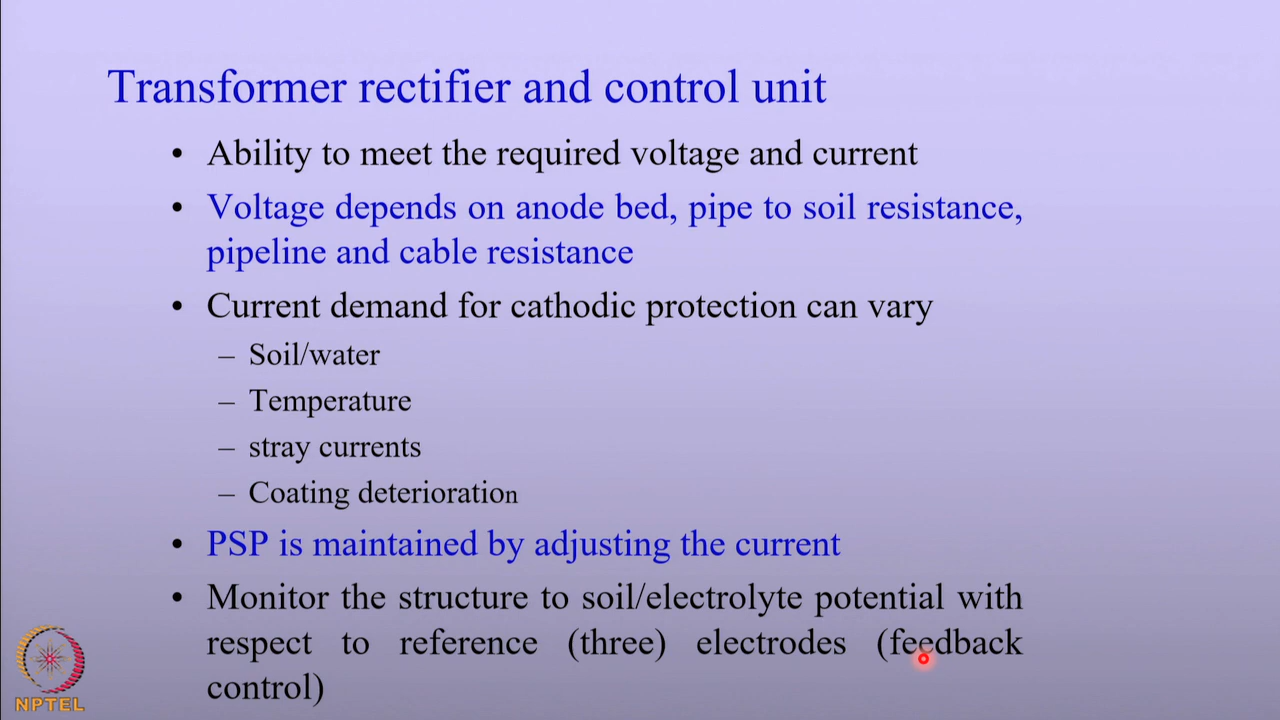 Transformer rectifier and control unit
• Ability to meet the required voltage and current
• Voltage depends on anode bed, pipe to soil resistance,
pipeline and cable resistance
• Current demand for cathodic protection can vary
– Soil/water
– Temperature
– stray currents
– Coating deterioration
• PSP is maintained by adjusting the current
• Monitor the structure to soil/electrolyte potential with
respect to reference (three) electrodes (feedback
control)
NPTEL